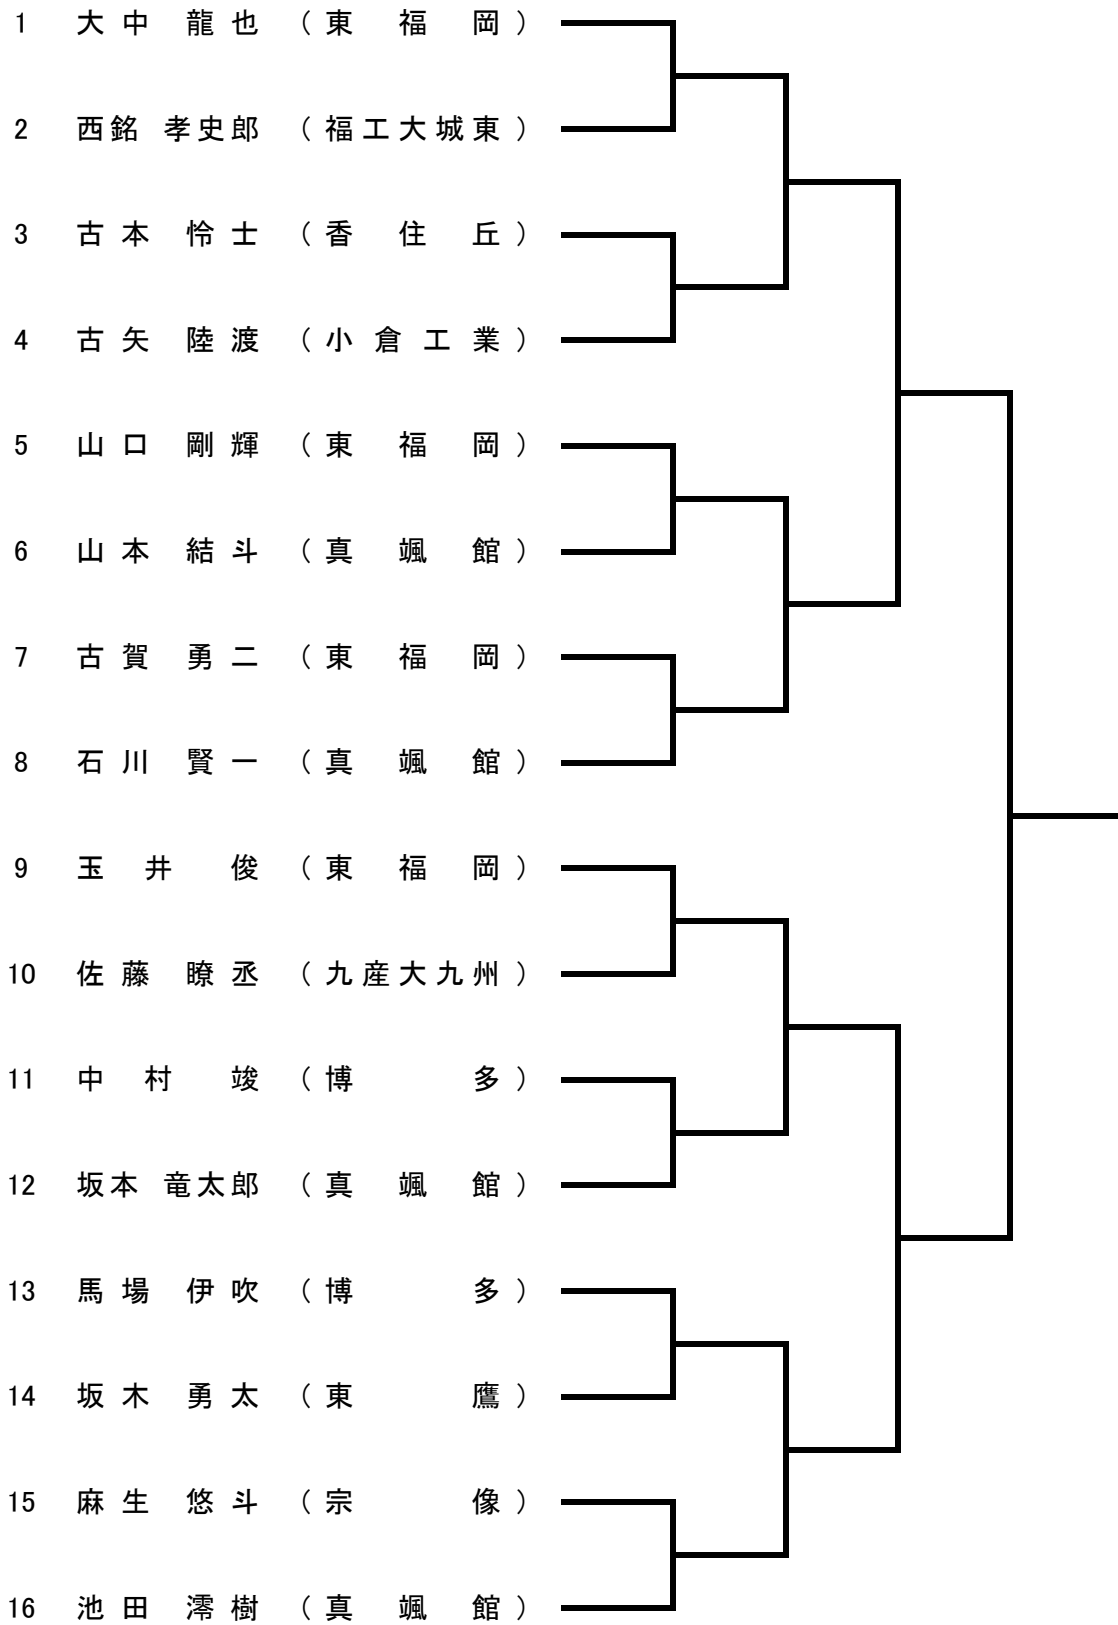 1 大中 龍也 (東福岡)
2 西銘 孝史郎 (福工大城東)
3 古本 怜士 (香住丘)
4 古矢 陸渡 (小倉工業)
5 山口 剛輝 (東福岡)
6 山本 結斗 (真颯館)
7 古賀 勇二 (東福岡)
8 石川 賢一 (真颯館)
9 玉井 俊 (東福岡)
10 佐藤 瞭丞 (九産大九州)
11 中村 竣 (博多)
12 坂本 竜太郎 (真颯館)
13 馬場 伊吹 (博多)
14 坂木 勇太 (東鷹)
15 麻生 悠斗 (宗像)
16 池田 澪樹 (真颯館)